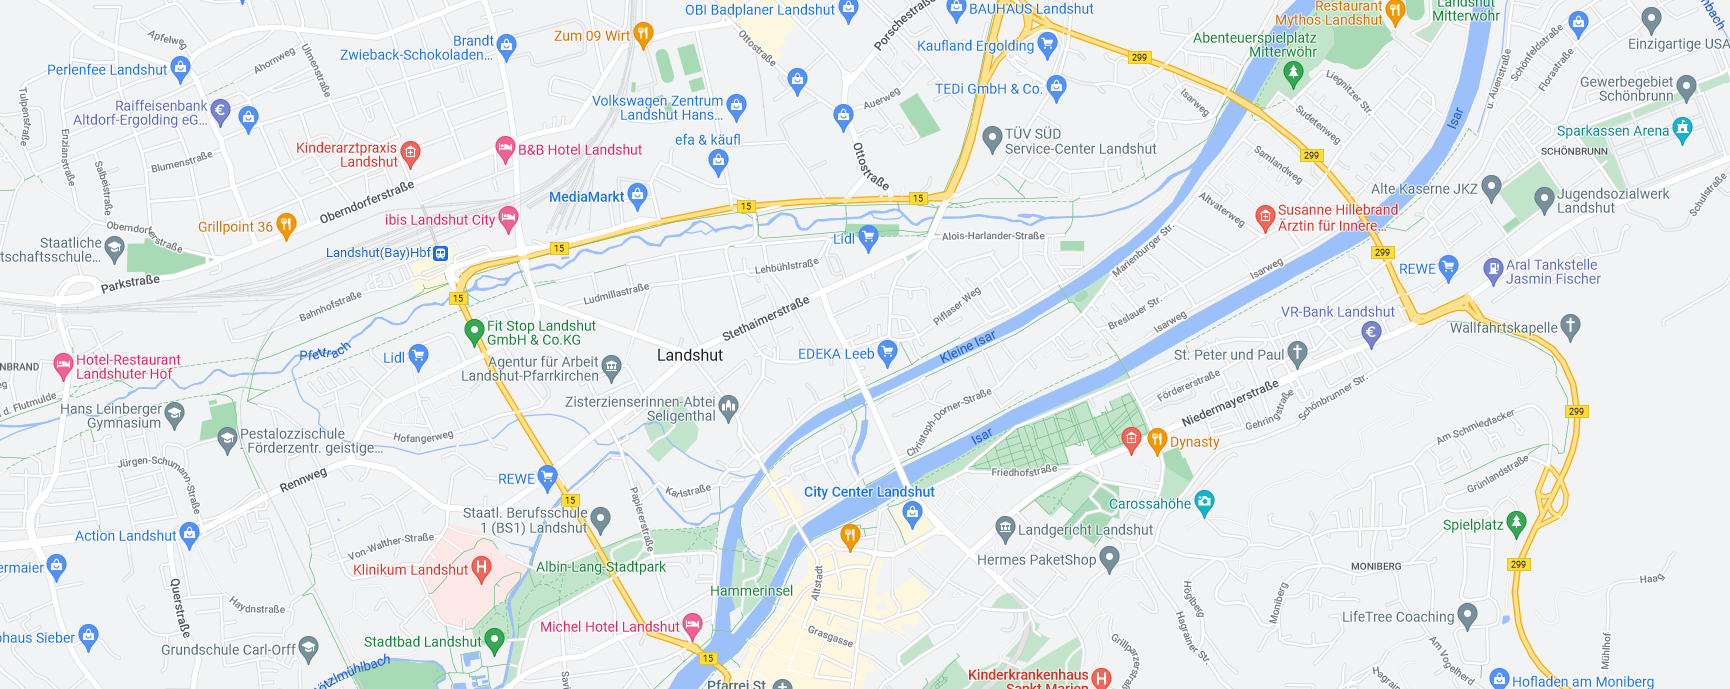 OBI Badplaner Landshut
BAUHAUS Landshut
Porschestraße
Restaurant
Mythos Landshut
Landshut
Mitterwöhr
Apfelweg
Ulmenstraße
Brandt
Zwieback-Schokoladen...
Zum 09 Wirt
Ottostraße
Kaufland Ergolding
299
Abenteuerspielplatz
Mitterwöhr
Schönfeldstraße
Einzigartige USA
Perlenfee Landshut
Ahornweg
TEDi GmbH & Co.
Liegnitzer Str.
u. Auenstraße
Florastraße
Gewerbegebiet
Schönbrunn
Tulpenstraße
Raiffeisenbank
Altdorf-Ergolding eG...
Volkswagen Zentrum
Landshut Hans...
Auerweg
Isarweg
Sudetenweg
Isar
Sparkassen Arena
Enzianstraße
Blumenstraße
Kinderarztpraxis
Landshut
B&B Hotel Landshut
efa & käufl
Ottostraße
TÜV SÜD
Service-Center Landshut
Samlandweg
299
SCHÖNBRUNN
Salbeistraße
Oberndorferstraße
MediaMarkt
15
15
Altvaterweg
Alte Kaserne JKZ
Jugendsozialwerk
Landshut
Schulstraße
Grillpoint 36
ibis Landshut City
Susanne Hillebrand
Ärztin für Innere...
Oberndorferstraße
Staatliche
tschaftsschule...
Landshut(Bay)Hbf
15
Lidl
Alois-Harlander-Straße
Marienburger Str.
299
Parkstraße
Lehbühlstraße
Isarweg
REWE
Aral Tankstelle
Jasmin Fischer
Bahnhofstraße
15
Ludmillastraße
Stethaimerstraße
Piflaser Weg
Breslauer Str.
Isarweg
VR-Bank Landshut
Wallfahrtskapelle
Fit Stop Landshut
GmbH & Co.KG
Pfettrach
Lidl
Landshut
EDEKA Leeb
Kleine Isar
St. Peter und Paul
NBRAND
Hotel-Restaurant
Landshuter Hof
Agentur für Arbeit
Landshut-Pfarrkirchen
Fördererstraße
Niedermayerstraße
Schönbrunner Str.
Gehringstraße
d. Flutmulde
Hans Leinberger
Gymnasium
Zisterzienserinnen-Abtei
Seligenthal
Christoph-Dorner-Straße
299
Am Schmiedacker
Pestalozzischule
- Förderzentr. geistige...
Hofangerweg
Isar
Dynasty
Jürgen-Schumann-Straße
Rennweg
REWE
Karlstraße
Friedhofstraße
Grünlandstraße
15
City Center Landshut
Carossahöhe
Papiererstraße
Staatl. Berufsschule
1 (BS1) Landshut
Landgericht Landshut
Spielplatz
Action Landshut
Von-Walther-Straße
Hermes PaketShop
ermaier
Klinikum Landshut
Albin-Lang-Stadtpark
Altstadt
MONIBERG
299
Haag
Querstraße
Haydnstraße
Hammerinsel
Höglberg
Moniberg
LifeTree Coaching
phaus Sieber
Stadtbad Landshut
Michel Hotel Landshut
Grasgasse
Hagrainer Str.
Grillparzerstraße
Am Vogelherd
Mühlhof
Grundschule Carl-Orff
15
ötzlmühlbach
Pfarrei St.
Kinderkrankenhaus
Sankt Marien
Hofladen am Moniberg